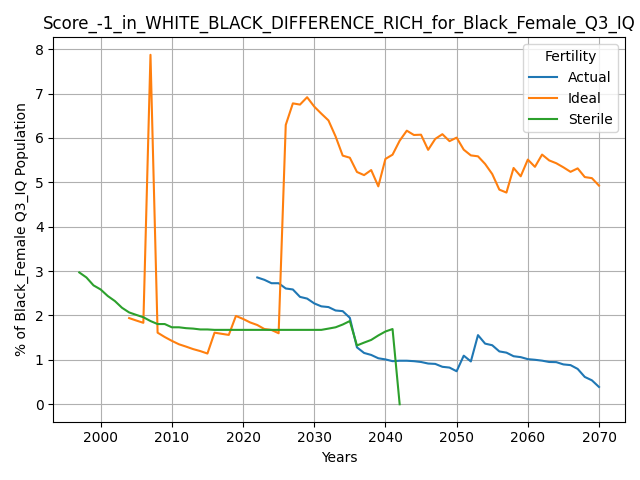 Score_-1_in_WHITE_BLACK_DIFFERENCE_RICH_for_Black_Female_Q3_IQ
Fertility
Actual
Ideal
Sterile
% of Black_Female Q3_IQ Population
8
7
6
5
4
3
2
1
0
2000 2010 2020 2030 2040 2050 2060 2070
Years